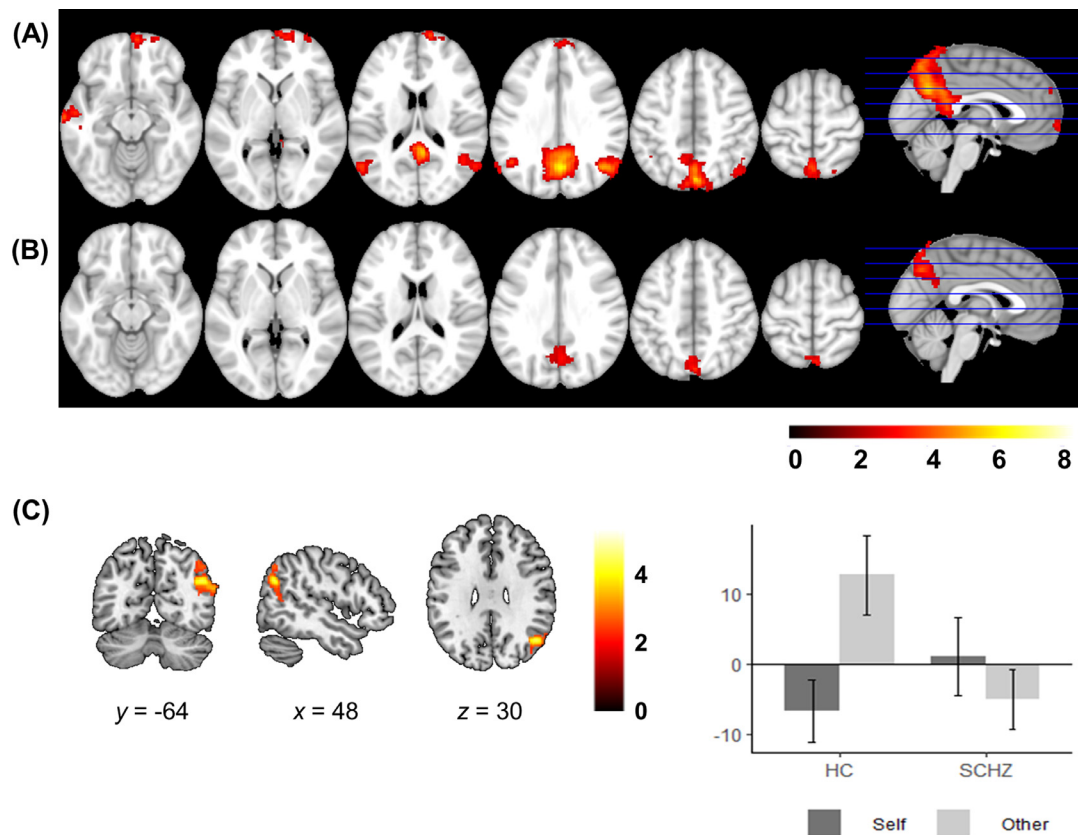 (A)
(B)
0 2 4 6 8
(C)
4
2
0
y = -64 x = 48 z = 30
10
0
-10
HC SCHZ
Self Other